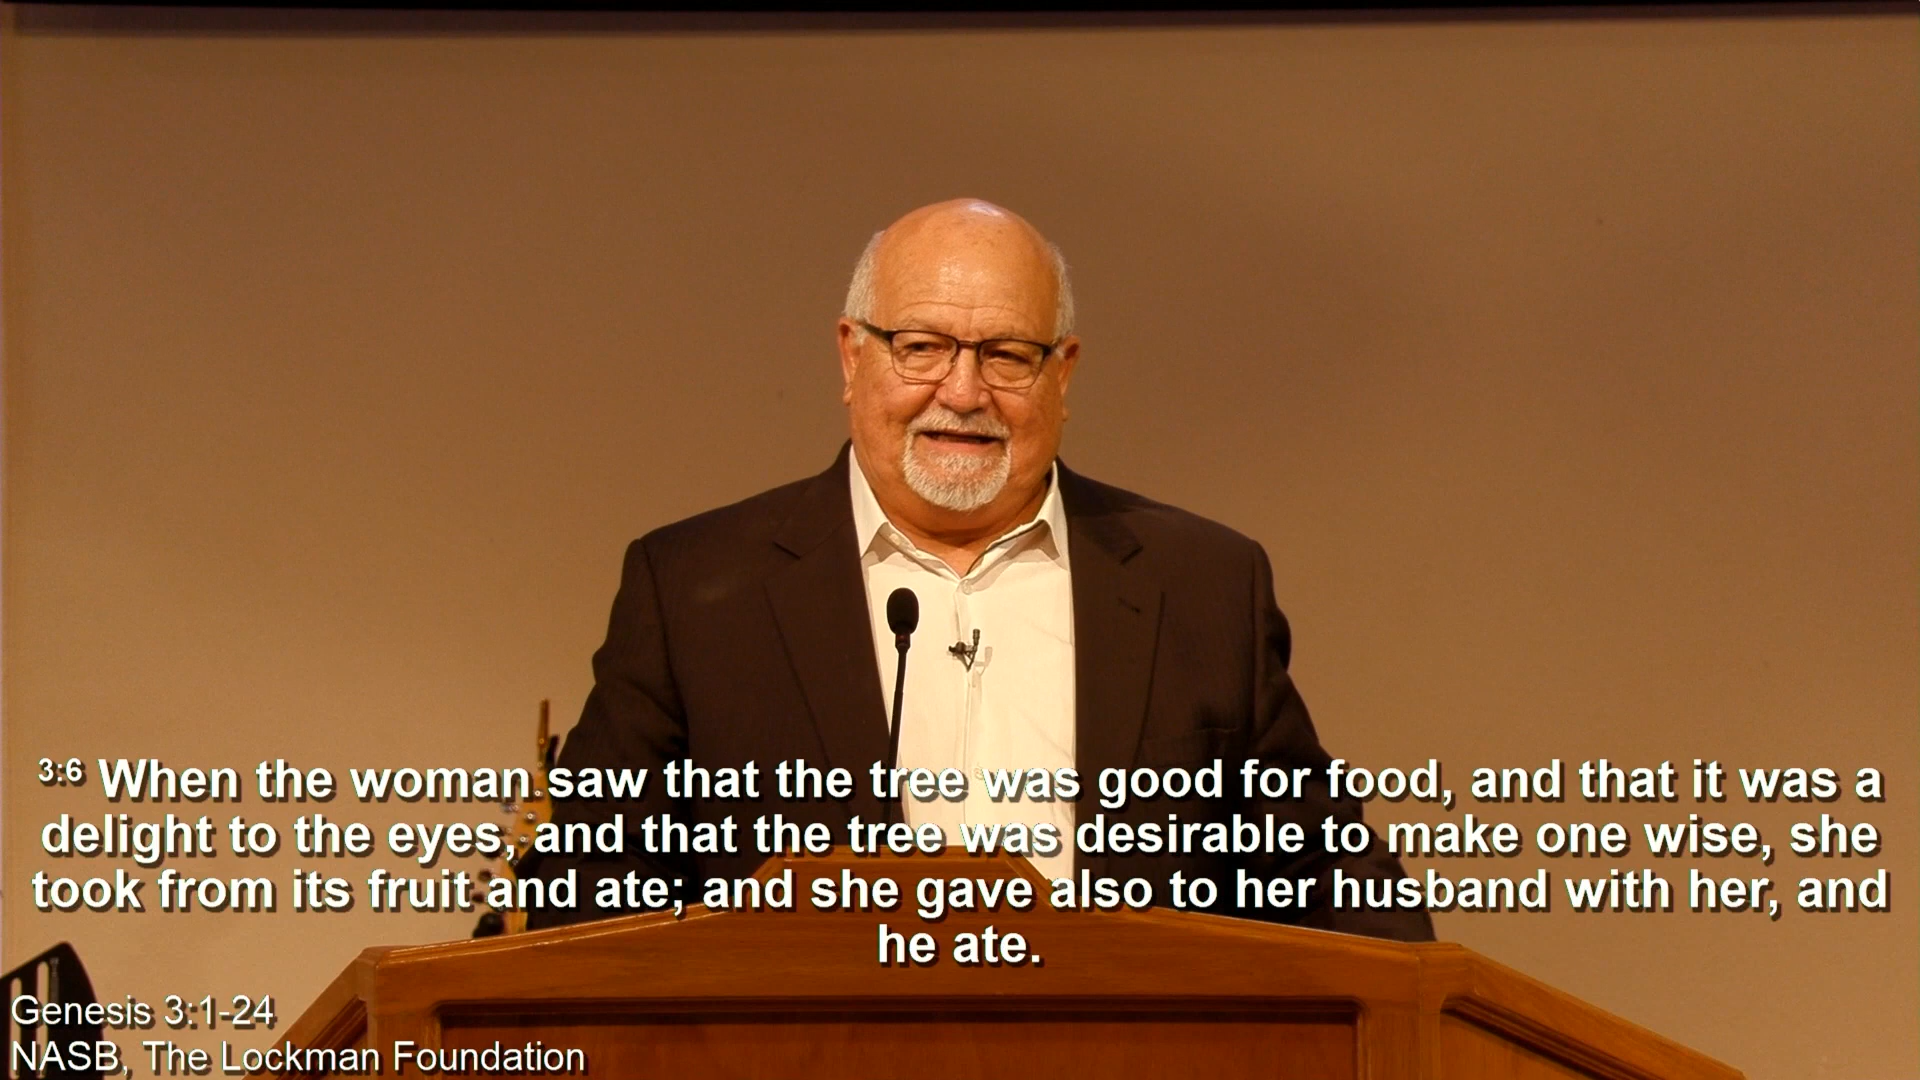 3:6 When the woman saw that the tree was good for food, and that it was a
delight to the eyes, and that the tree was desirable to make one wise, she
took from its fruit and ate; and she gave also to her husband with her, and
he ate.
Genesis 3:1-24
NASB, The Lockman Foundation